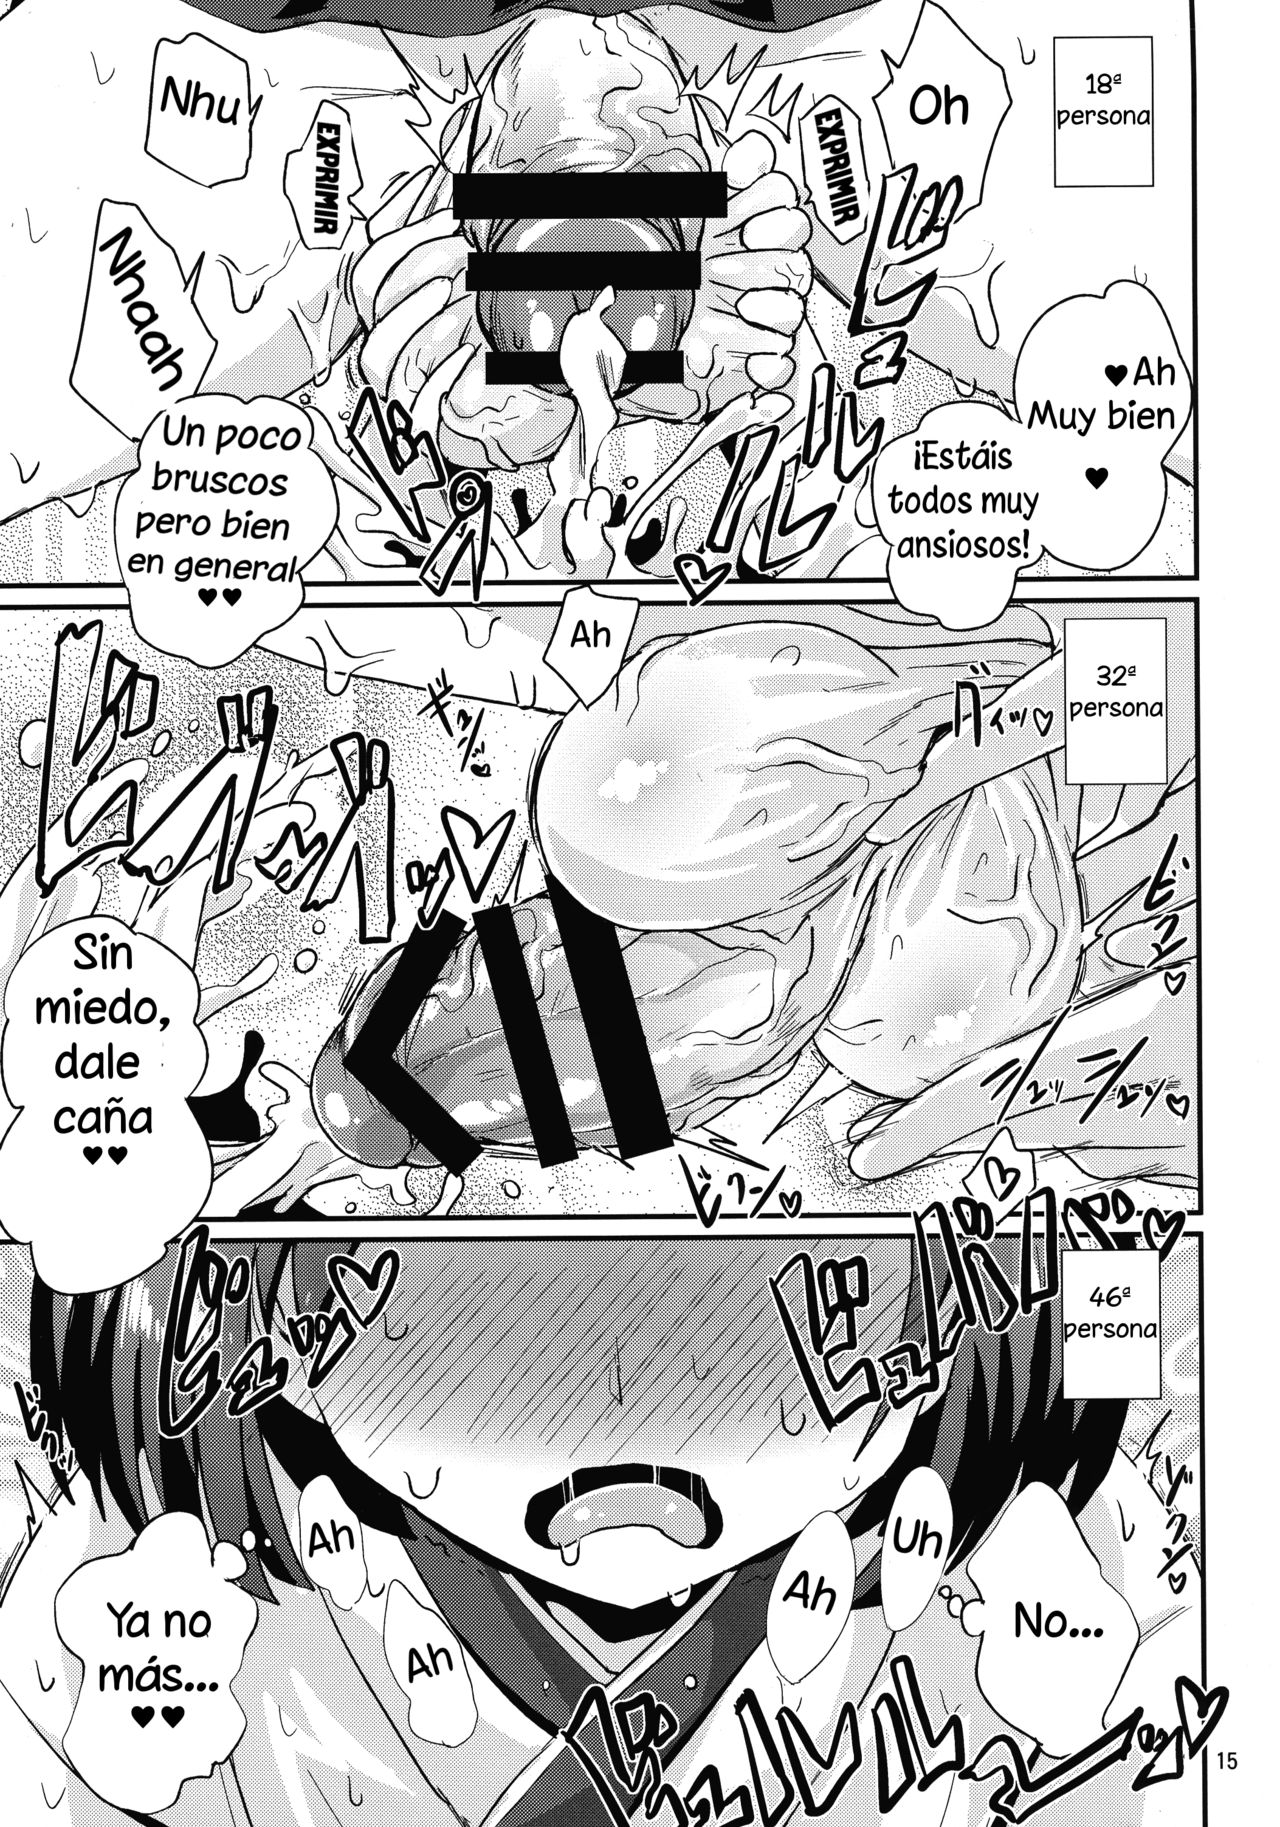 18ª
persona
Oh
EXPRIMIR
Nhu
EXPRIMIR
Nhaah
♥Ah
Muy bien
♥
¡Estáis
todos muy
ansiosos!
Un poco
bruscos
pero bien
en general
♥♥
32ª
persona
Ah
Sin
miedo,
dale
caña
♥♥
46ª
persona
No...
Uh
Ah
Ah
Ah
Ya no
más...
♥♥
15